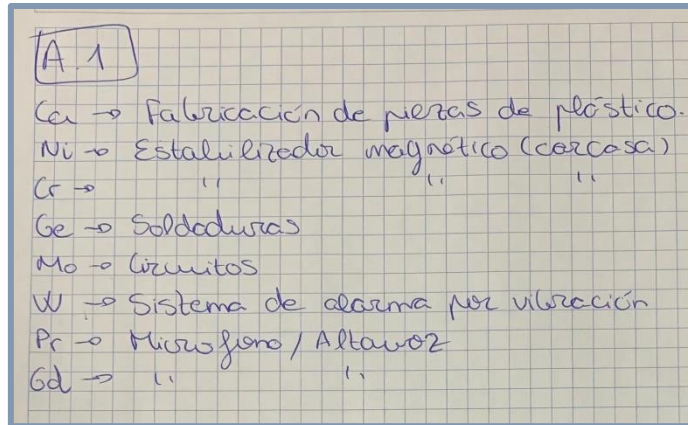 A.1
Ca → Fabricación de piezas de plástico.
Ni → Estabilizador magnético (carcasa)
Cr → " " "
Ge → Soldaduras
Mo → Circuitos
W → Sistema de alarma por vibración
Pr → Microfono / Altavoz
Gd → " "